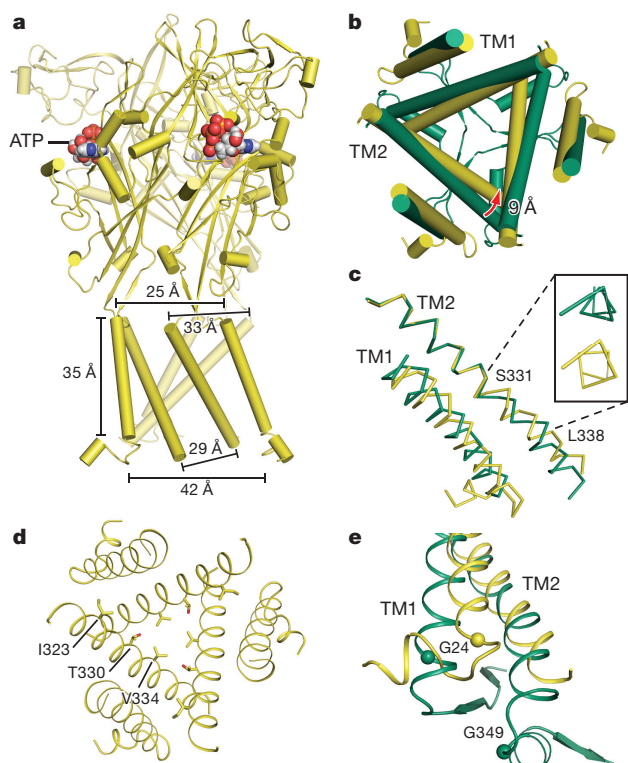 a
ATP
25 Å
33 Å
35 Å
29 Å
42 Å
b
TM1
TM2
9 Å
c
TM2
TM1
S331
L338
d
I323
T330
V334
e
TM1
TM2
G24
G349